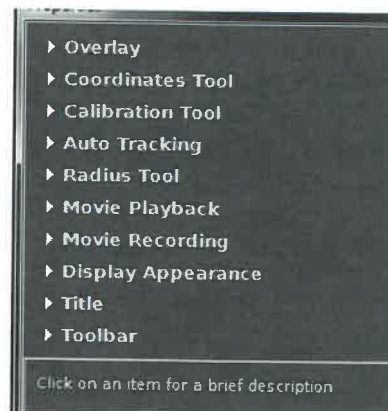 Overlay
Coordinates Tool
Calibration Tool
Auto Tracking
Radius Tool
Movie Playback
Movie Recording
Display Appearance
Title
Toolbar
Click on an item for a brief description